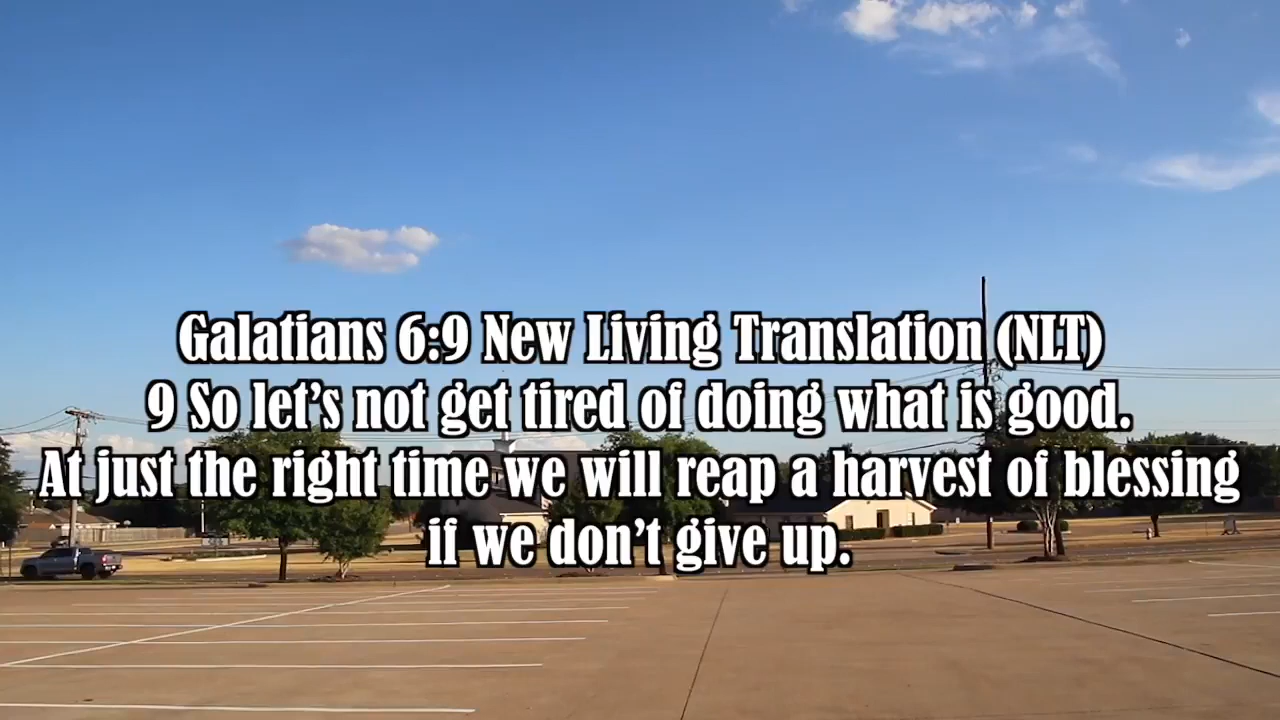 Galatians 6:9 New Living Translation (NLT)
9 So let’s not get tired of doing what is good.
At just the right time we will reap a harvest of blessing
if we don’t give up.